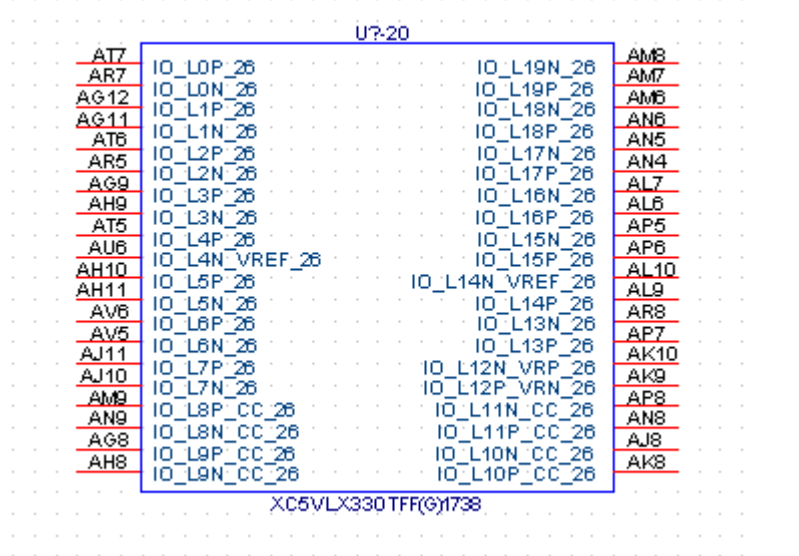 U?-20
AT7 IO_L0P_26 IO_L19N_26 AM8
AR7 IO_L0N_26 IO_L19P_26 AM7
AG12 IO_L1P_26 IO_L18N_26 AM6
AG11 IO_L1N_26 IO_L18P_26 AN6
AT6 IO_L2P_26 IO_L17N_26 AN5
AR5 IO_L2N_26 IO_L17P_26 AN4
AG9 IO_L3P_26 IO_L16N_26 AL7
AH9 IO_L3N_26 IO_L16P_26 AL6
AT5 IO_L4P_26 IO_L15N_26 AP5
AU6 IO_L4N_VREF_26 IO_L15P_26 AP6
AH10 IO_L5P_26 IO_L14N_VREF_26 AL10
AH11 IO_L5N_26 IO_L14P_26 AL9
AV6 IO_L6P_26 IO_L13N_26 AR8
AV5 IO_L6N_26 IO_L13P_26 AP7
AJ11 IO_L7P_26 IO_L12N_VRP_26 AK10
AJ10 IO_L7N_26 IO_L12P_VRN_26 AK9
AM9 IO_L8P_CC_26 IO_L11N_CC_26 AP8
AN9 IO_L8N_CC_26 IO_L11P_CC_26 AN8
AG8 IO_L9P_CC_26 IO_L10N_CC_26 AJ8
AH8 IO_L9N_CC_26 IO_L10P_CC_26 AK8
XC5VLX330TFF(G)1738